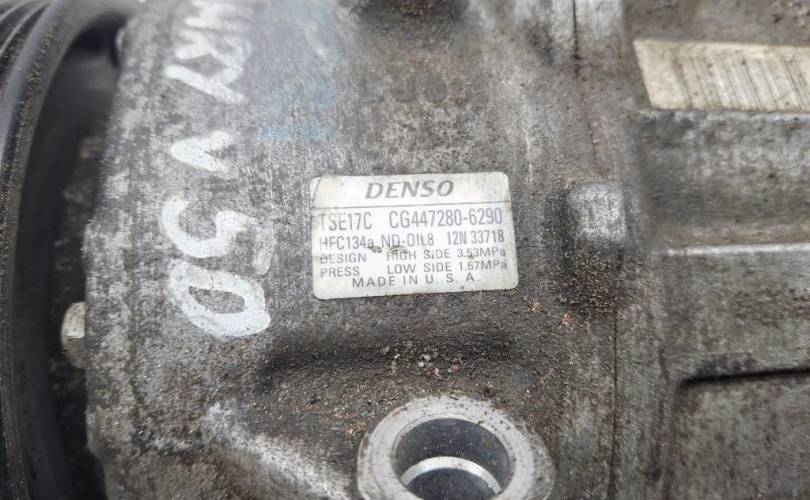 DENSO
TSE17C CG447280-6290
HFC134a ND-OIL8 12N 33718
DESIGN HIGH SIDE 3.53MPa
PRESS LOW SIDE 1.67MPa
MADE IN U.S.A.
V50